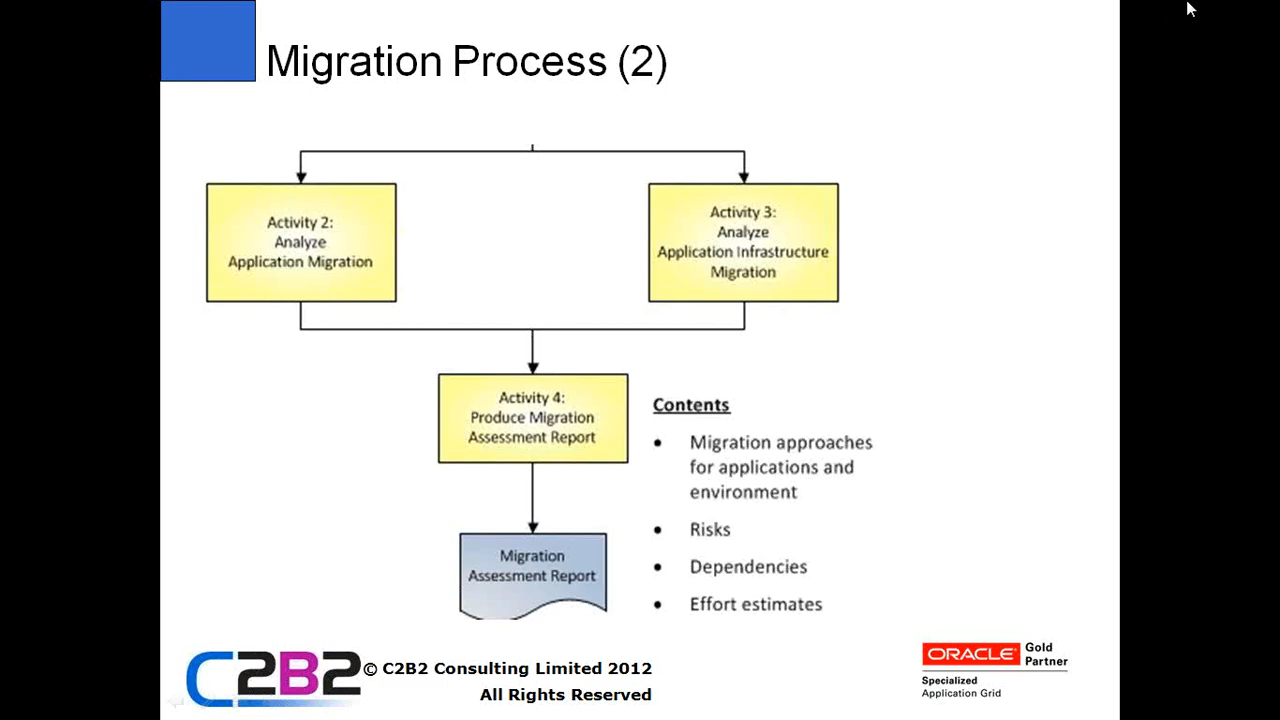 Migration Process (2)
Activity 2:
Analyze
Application Migration
Activity 3:
Analyze
Application Infrastructure
Migration
Activity 4:
Produce Migration
Assessment Report
Contents
• Migration approaches
for applications and
environment
• Risks
• Dependencies
• Effort estimates
Migration
Assessment Report
C2B2
© C2B2 Consulting Limited 2012
All Rights Reserved
ORACLE
Gold
Partner
Specialized
Application Grid